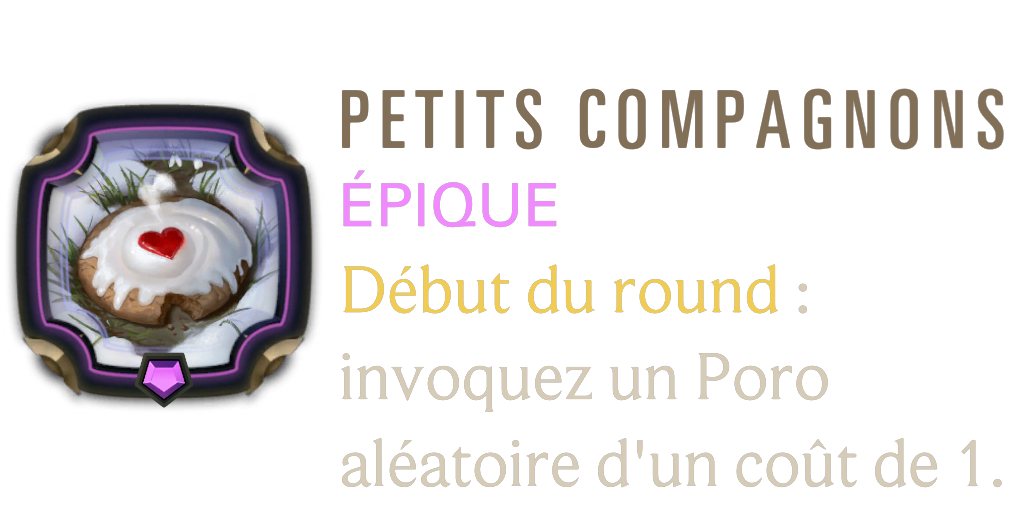 PETITS COMPAGNONS
ÉPIQUE
Début du round :
invoquez un Poro
aléatoire d'un coût de 1.